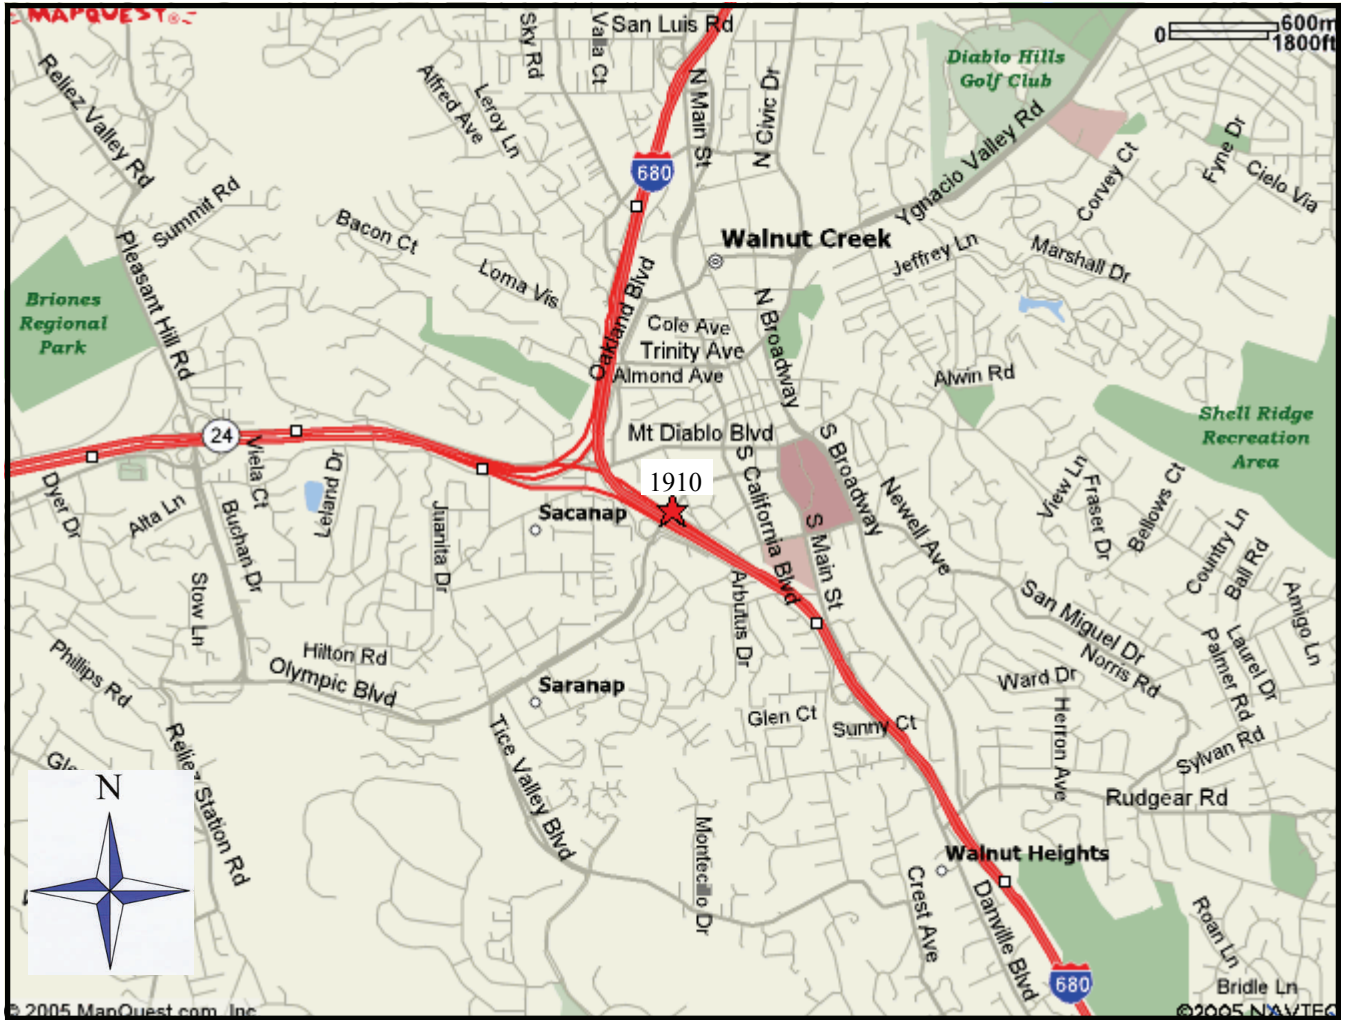 MAPQUEST
San Luis Rd
600m
0
1800ft
Sky Rd
Valla Ct
Diablo Hills
Golf Club
Reliez Valley Rd
Alfred Ave
Leroy Ln
N Main St
N Civic Dr
Ygnacio Valley Rd
Fyne Dr
Cielo Via
Corvey Ct
680
Summit Rd
Bacon Ct
Walnut Creek
Jeffrey Ln
Marshall Dr
Pleasant Hill Rd
Loma Vis
Oakland Blvd
N Broadway
Briones
Regional
Park
Cole Ave
Trinity Ave
Almond Ave
Alwin Rd
Shell Ridge
Recreation
Area
24
Mt Diablo Blvd
S California Blvd
S Broadway
Viela Ct
Leland Dr
Dyer Dr
Alta Ln
Buchan Dr
Juanita Dr
1910
Sacanap
Newell Ave
View Ln
Fraser Dr
Bellows Ct
Country Ln
Ball Rd
S Main St
Arbutus Dr
Stow Ln
San Miguel Dr
Amigo Ln
Phillips Rd
Hilton Rd
Olympic Blvd
Saranap
Norris Rd
Laurel Dr
Palmer Rd
Ward Dr
Glen Ct
Sunny Ct
Herron Ave
Sylvan Rd
Tice Valley Blvd
Reliez Station Rd
Gle
N
Rudgear Rd
Montecillo Dr
Walnut Heights
Crest Ave
Danville Blvd
Roan Ln
Bridle Ln
680
© 2005 MapQuest.com, Inc
©2005 NAVTEQ